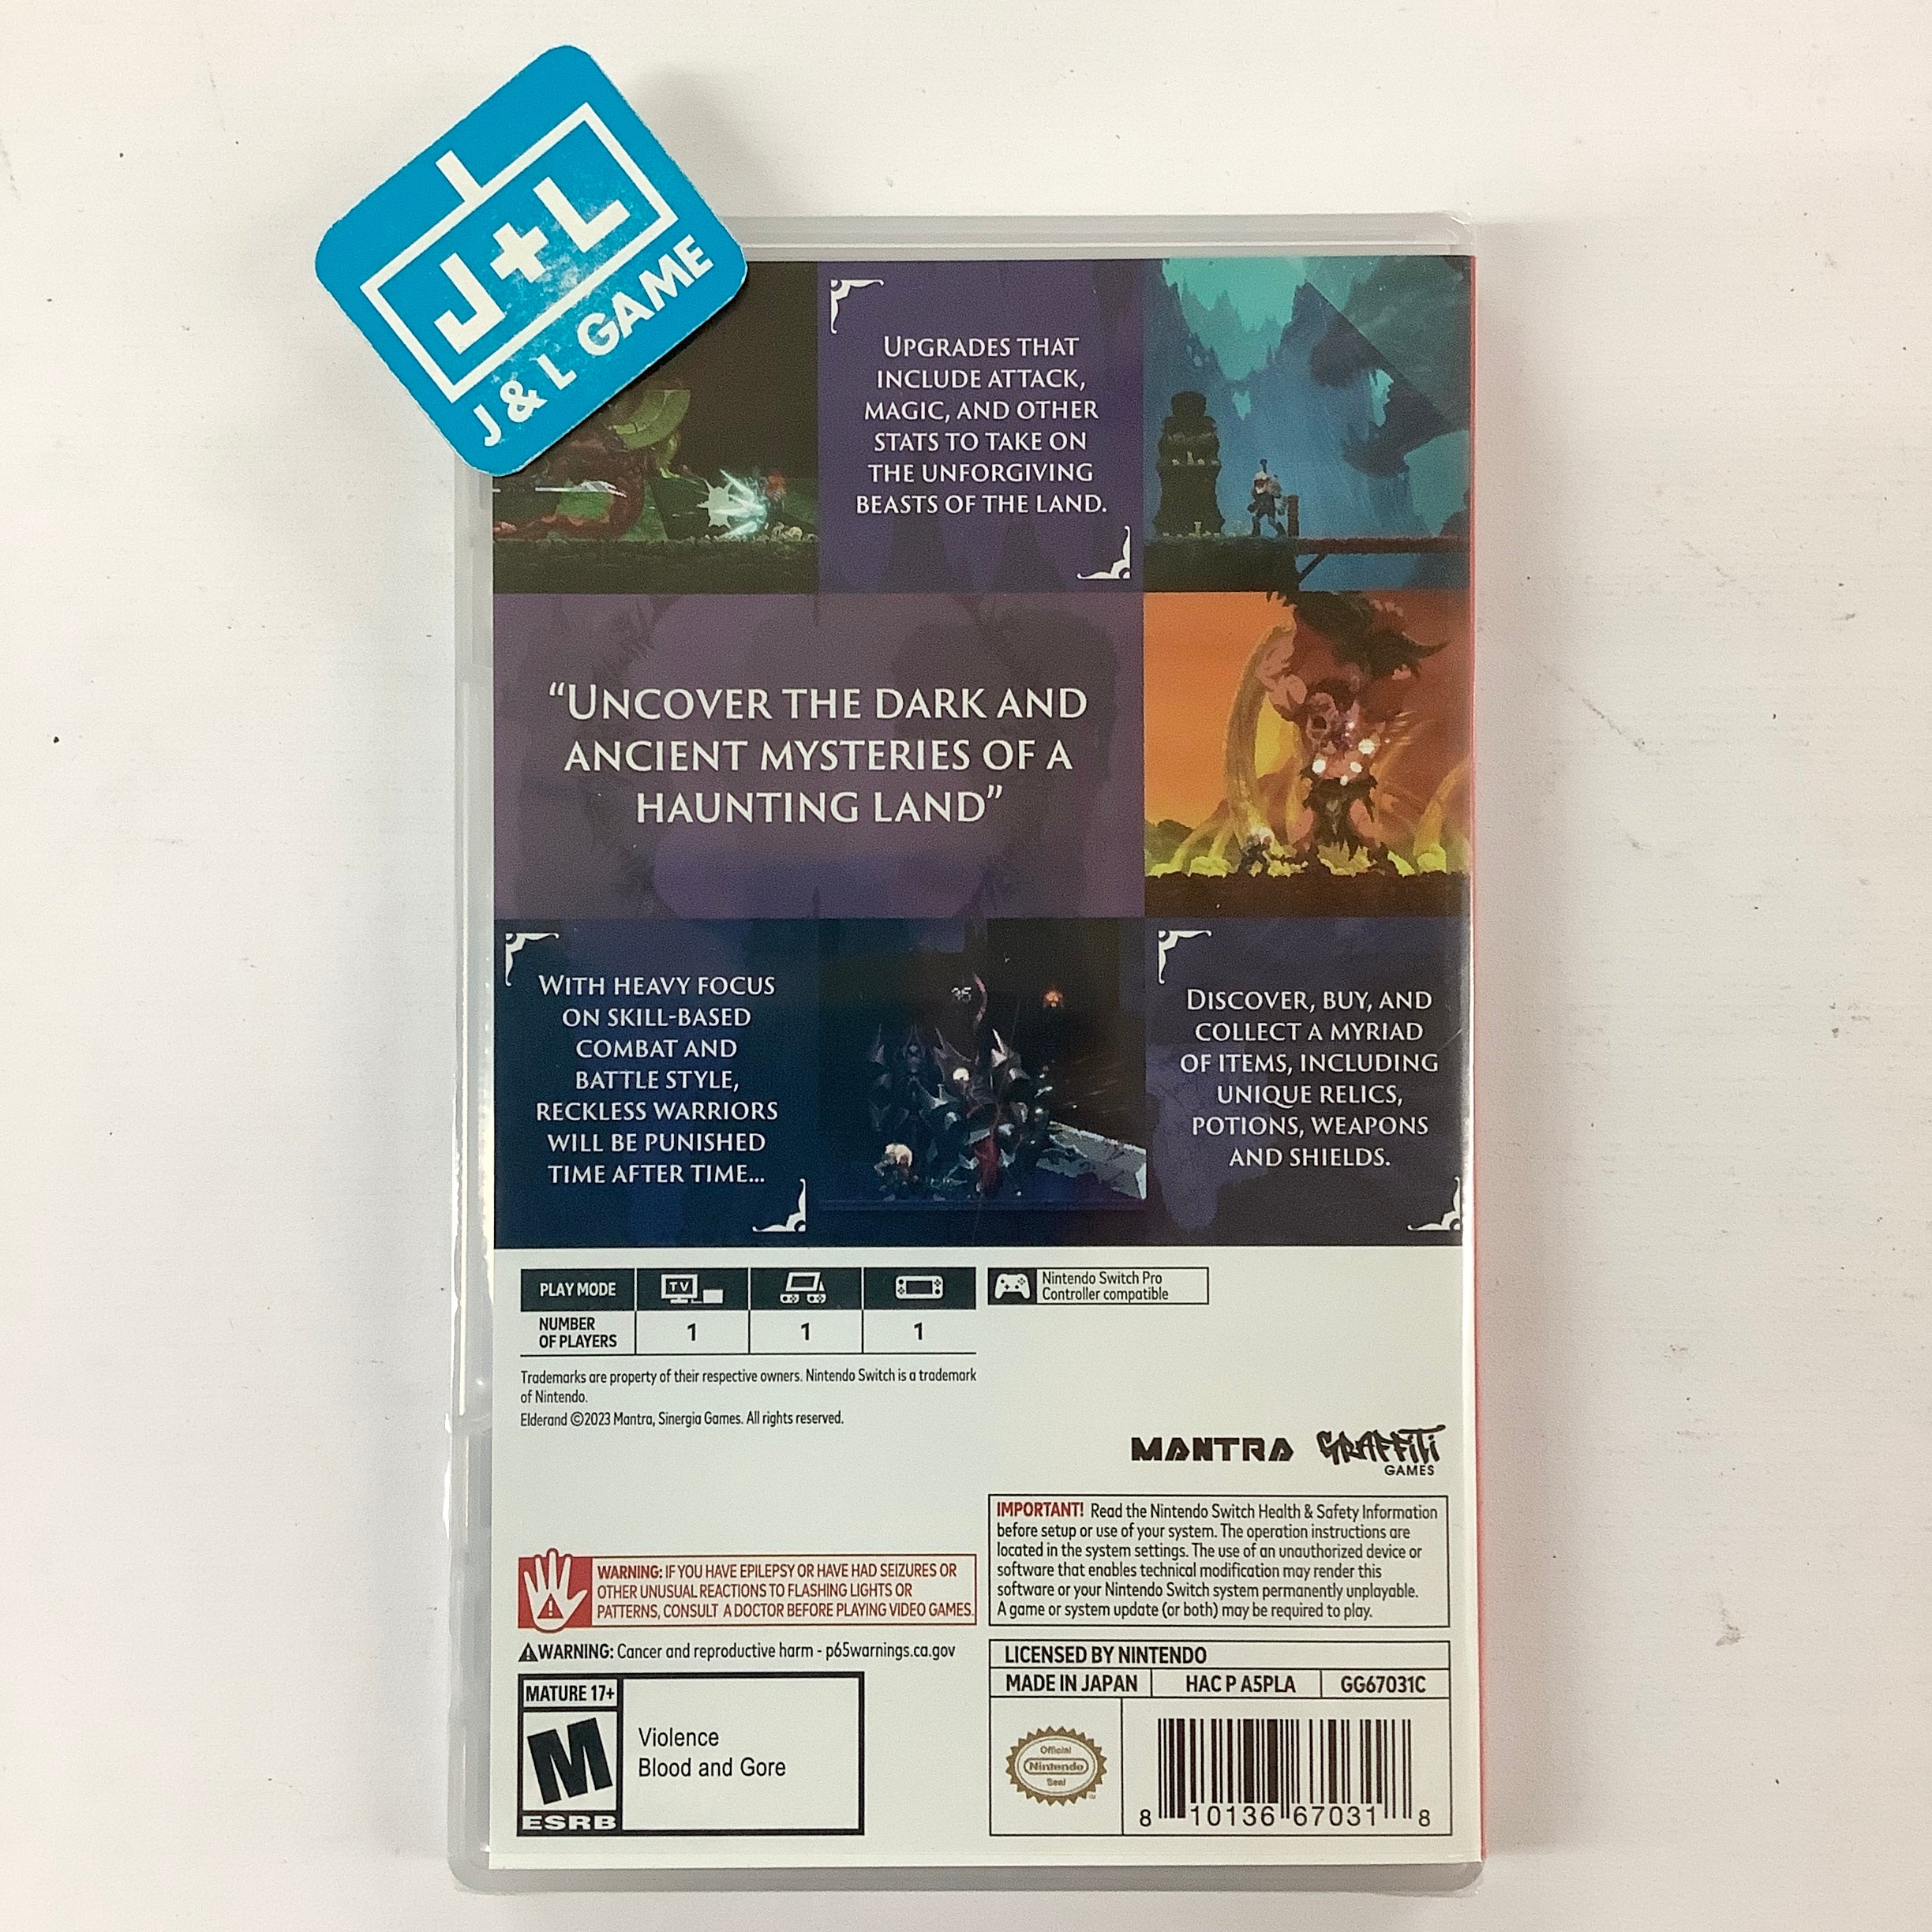 J+L
J & L GAME
UPGRADES THAT
INCLUDE ATTACK,
MAGIC, AND OTHER
STATS TO TAKE ON
THE UNFORGIVING
BEASTS OF THE LAND.
“UNCOVER THE DARK AND
ANCIENT MYSTERIES OF A
HAUNTING LAND”
WITH HEAVY FOCUS
ON SKILL-BASED
COMBAT AND
BATTLE STYLE,
RECKLESS WARRIORS
WILL BE PUNISHED
TIME AFTER TIME...
35
DISCOVER, BUY, AND
COLLECT A MYRIAD
OF ITEMS, INCLUDING
UNIQUE RELICS,
POTIONS, WEAPONS
AND SHIELDS.
PLAY MODE
TV
NUMBER
OF PLAYERS
1 1 1
Nintendo Switch Pro
Controller compatible
Trademarks are property of their respective owners. Nintendo Switch is a trademark
of Nintendo.
Elderand ©2023 Mantra, Sinergia Games. All rights reserved.
MANTRA
GRAFFITI
GAMES
IMPORTANT! Read the Nintendo Switch Health & Safety Information
before setup or use of your system. The operation instructions are
located in the system settings. The use of an unauthorized device or
software that enables technical modification may render this
software or your Nintendo Switch system permanently unplayable.
A game or system update (or both) may be required to play.
WARNING: IF YOU HAVE EPILEPSY OR HAVE HAD SEIZURES OR
OTHER UNUSUAL REACTIONS TO FLASHING LIGHTS OR
PATTERNS, CONSULT A DOCTOR BEFORE PLAYING VIDEO GAMES.
WARNING: Cancer and reproductive harm - p65warnings.ca.gov
MATURE 17+
M
ESRB
Violence
Blood and Gore
LICENSED BY NINTENDO
MADE IN JAPAN HAC P A5PLA GG67031C
Official
Nintendo
Seal
8 10136 67031 8